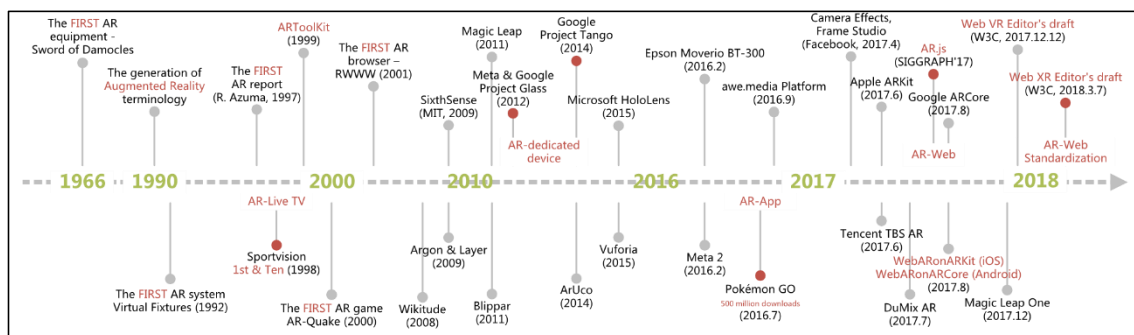 The FIRST AR
equipment -
Sword of Damocles
The generation of
Augmented Reality
terminology
The FIRST
AR report
(R. Azuma, 1997)
ARToolKit
(1999)
The FIRST AR
browser –
RWWW (2001)
SixthSense
(MIT, 2009)
Magic Leap
(2011)
Meta & Google
Project Glass
(2012)
AR-dedicated
device
Google
Project Tango
(2014)
Microsoft HoloLens
(2015)
Epson Moverio BT-300
(2016.2)
awe.media Platform
(2016.9)
Camera Effects,
Frame Studio
(Facebook, 2017.4)
Apple ARKit
(2017.6)
AR.js
(SIGGRAPH'17)
Google ARCore
(2017.8)
AR-Web
Web VR Editor's draft
(W3C, 2017.12.12)
Web XR Editor's draft
(W3C, 2018.3.7)
AR-Web
Standardization
1966
1990
2000
2010
2016
2017
2018
The FIRST AR system
Virtual Fixtures (1992)
AR-Live TV
Sportvision
1st & Ten (1998)
The FIRST AR game
AR-Quake (2000)
Wikitude
(2008)
Argon & Layer
(2009)
Blippar
(2011)
ArUco
(2014)
Vuforia
(2015)
Meta 2
(2016.2)
AR-App
Pokémon GO
500 million downloads
(2016.7)
Tencent TBS AR
(2017.6)
DuMix AR
(2017.7)
WebARonARKit (iOS)
WebARonARCore (Android)
(2017.8)
Magic Leap One
(2017.12)